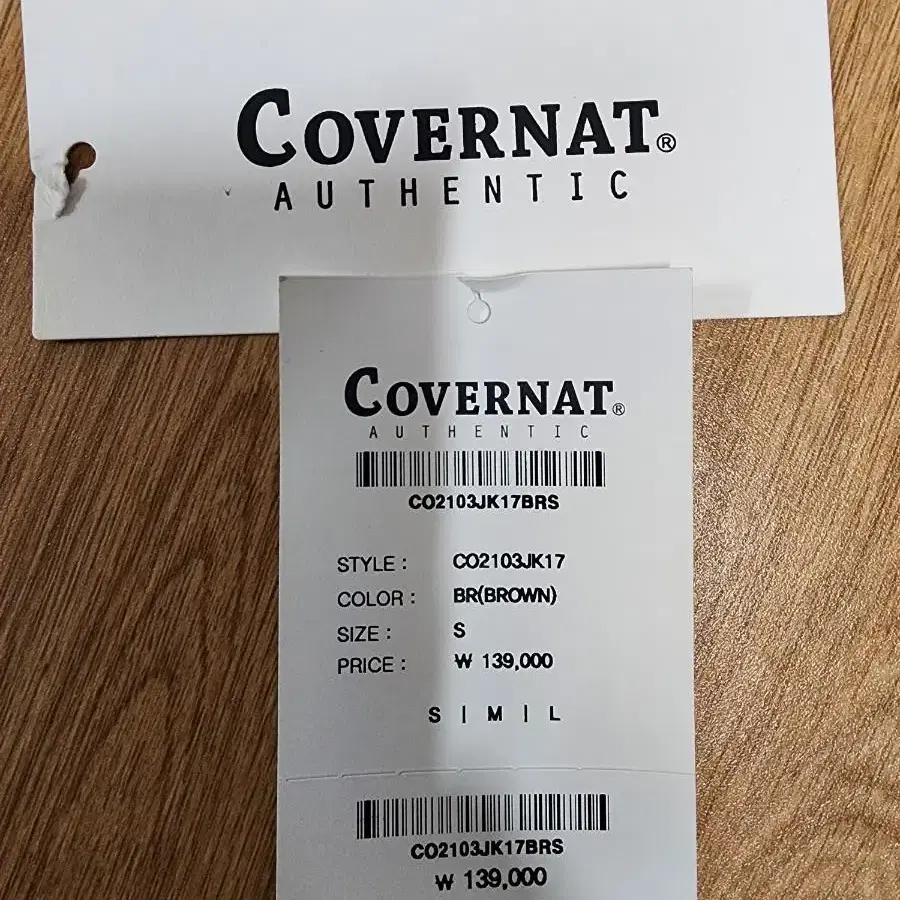 COVERNAT®
AUTHENTIC
COVERNAT®
AUTHENTIC
CO2103JK17BRS
STYLE : CO2103JK17
COLOR : BR(BROWN)
SIZE : S
PRICE : ₩ 139,000
S | M | L
CO2103JK17BRS
₩ 139,000